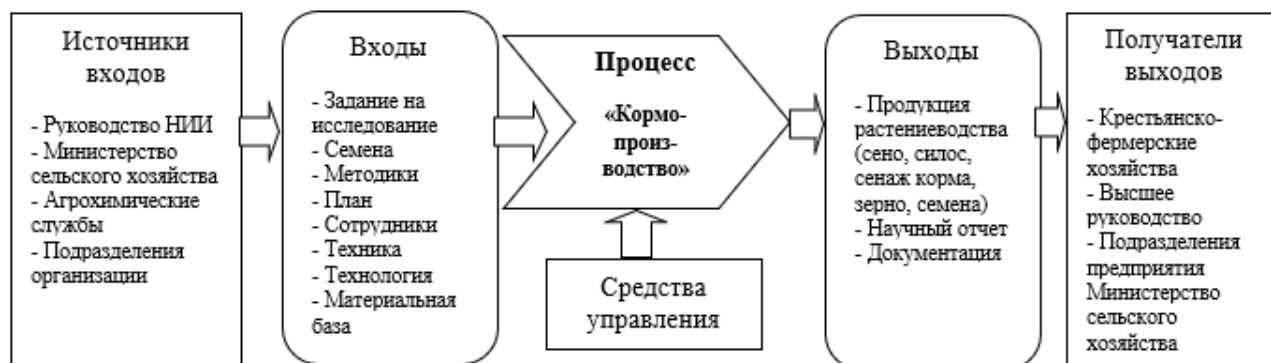 Источники
входов
- Руководство НИИ
- Министерство
сельского хозяйства
- Агрохимические
службы
- Подразделения
организации
Входы
- Задание на
исследование
- Семена
- Методики
- План
- Сотрудники
- Техника
- Технология
- Материальная
база
Процесс
«Кормо-
произ-
водство»
Средства
управления
Выходы
- Продукция
растениеводства
(сено, силос,
сенаж корма,
зерно, семена)
- Научный отчет
- Документация
Получатели
выходов
- Крестьянско-
фермерские
хозяйства
- Высшее
руководство
- Подразделения
предприятия
Министерство
сельского
хозяйства